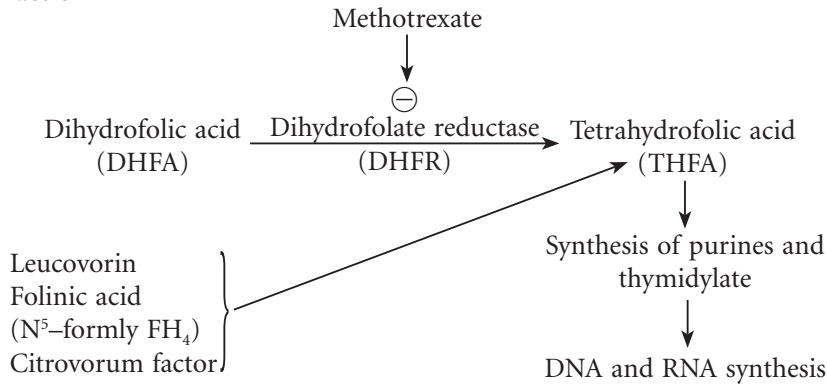 Methotrexate
Dihydrofolic acid
(DHFA)
Dihydrofolate reductase
(DHFR)
Tetrahydrofolic acid
(THFA)
Synthesis of purines and
thymidylate
DNA and RNA synthesis
Leucovorin
Folinic acid
(N⁵–formly FH₄)
Citrovorum factor